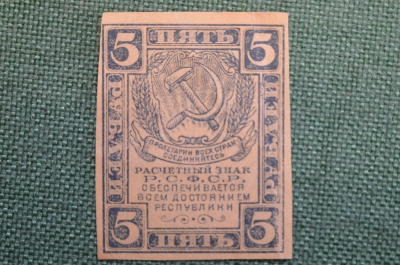 5 ПЯТЬ 5
РУБЛЕЙ
РУБЛЕЙ
ПРОЛЕТАРИИ ВСЕХ СТРАН
СОЕДИНЯЙТЕСЬ
РАСЧЕТНЫЙ ЗНАК
Р.С.Ф.С.Р.
ОБЕСПЕЧИВАЕТСЯ
ВСЕМ ДОСТОЯНИЕМ
РЕСПУБЛИКИ
5 ПЯТЬ 5